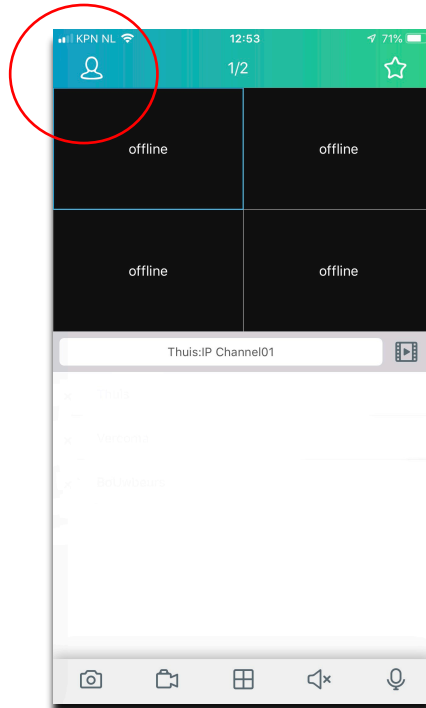 KPN NL 12:53 71%
1/2
offline offline
offline offline
Thuis:IP Channel01